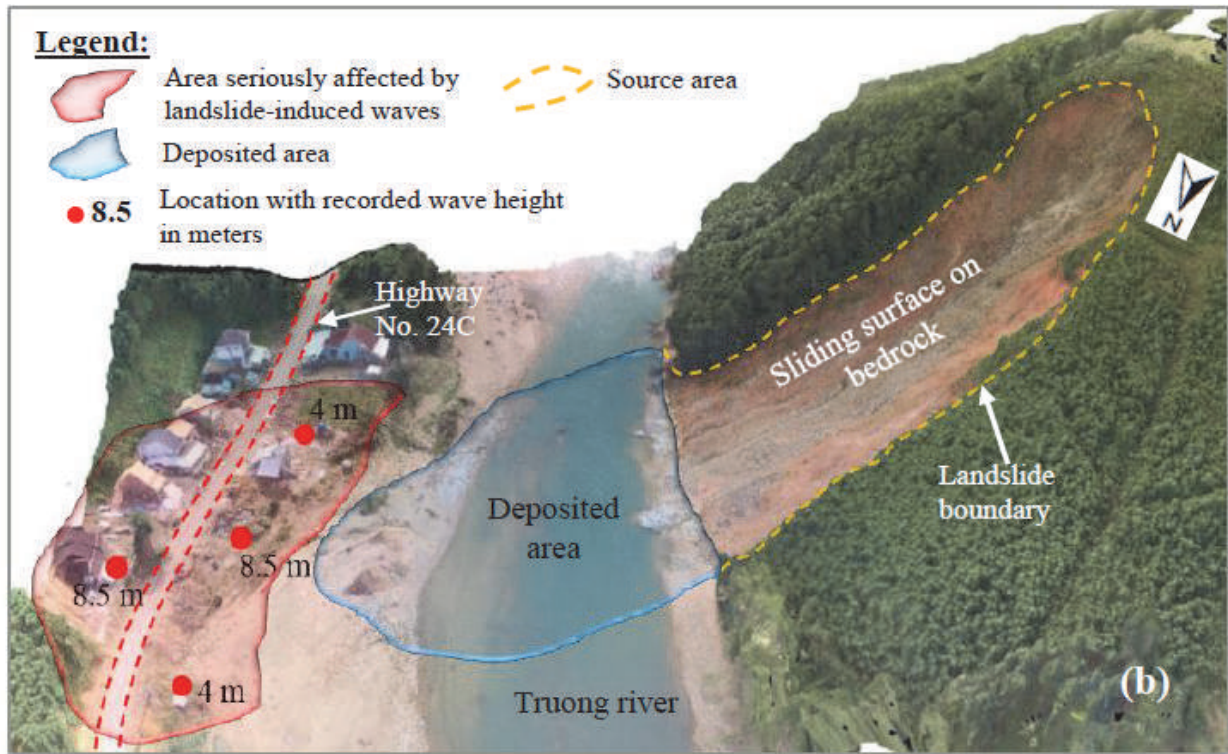 Legend:
Area seriously affected by
landslide-induced waves
Source area
Deposited area
8.5
Location with recorded wave height
in meters
N
Highway
No. 24C
Sliding surface on
bedrock
4 m
Landslide
boundary
Deposited
area
8.5 m
8.5 m
4 m
Truong river
(b)